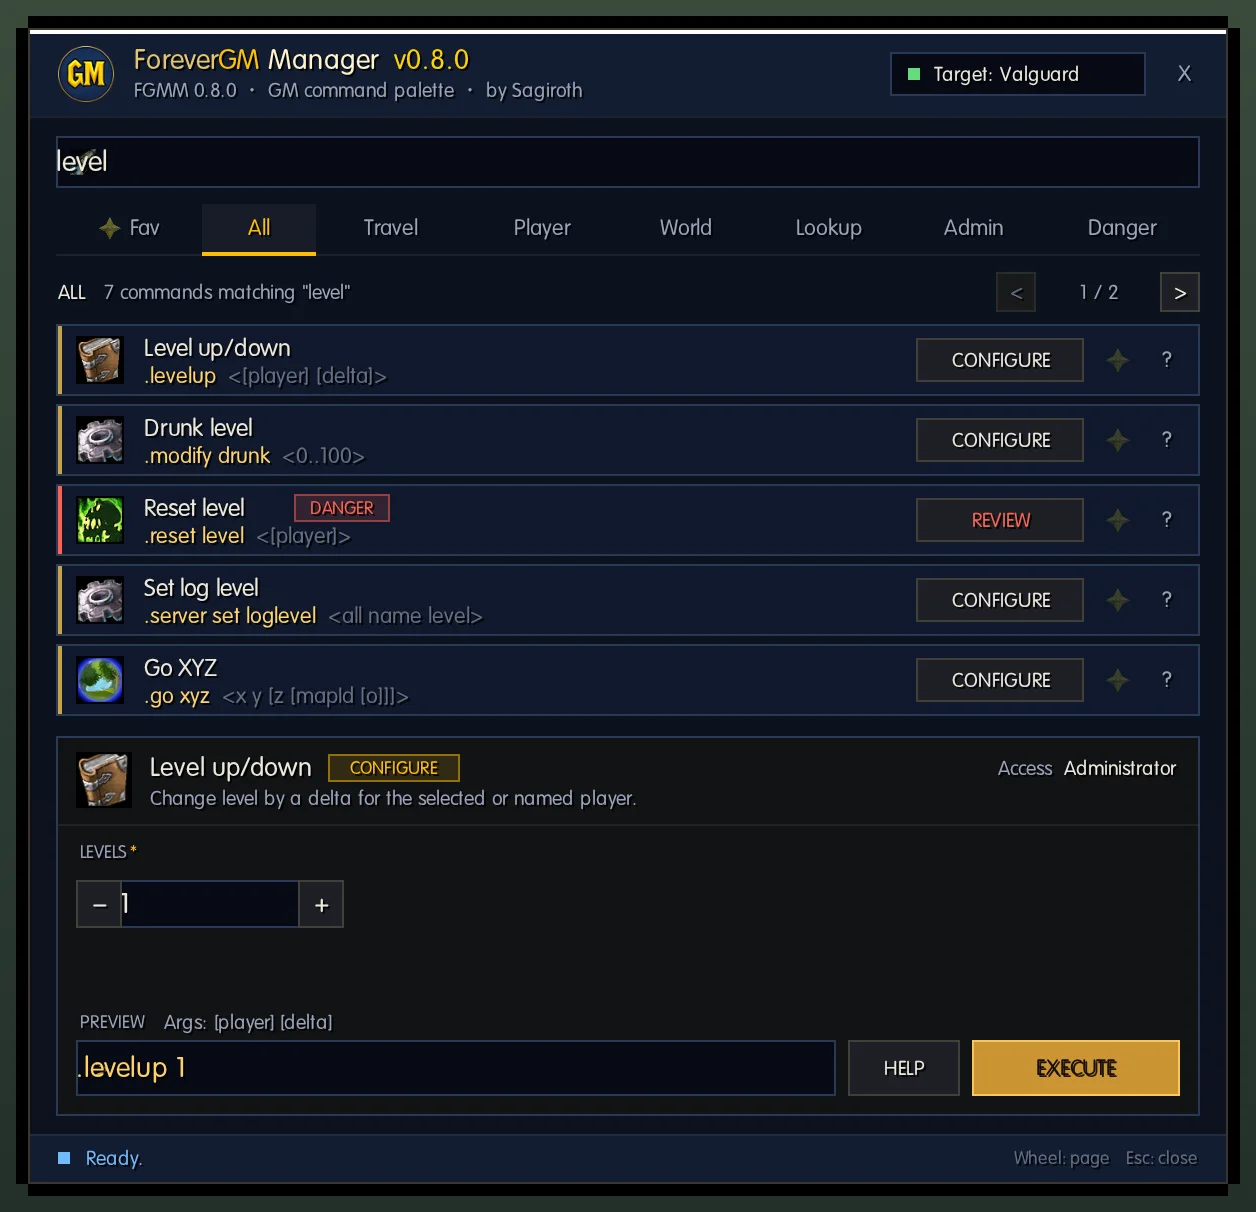 GM
ForeverGM Manager v0.8.0
FGMM 0.8.0 · GM command palette · by Sagiroth
Target: Valguard
X
level
Fav
All
Travel
Player
World
Lookup
Admin
Danger
ALL 7 commands matching "level"
<
1 / 2
>
Level up/down
.levelup <[player] [delta]>
CONFIGURE
?
Drunk level
.modify drunk <0..100>
CONFIGURE
?
Reset level
DANGER
.reset level <[player]>
REVIEW
?
Set log level
.server set loglevel <all name level>
CONFIGURE
?
Go XYZ
.go xyz <x y [z [mapId [o]]]>
CONFIGURE
?
Level up/down
CONFIGURE
Access Administrator
Change level by a delta for the selected or named player.
LEVELS *
− 1 +
PREVIEW Args: [player] [delta]
.levelup 1
HELP
EXECUTE
Ready.
Wheel: page Esc: close